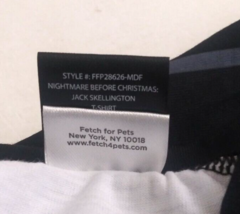 STYLE #: FFP28626-MDF
NIGHTMARE BEFORE CHRISTMAS:
JACK SKELLINGTON
T-SHIRT
Fetch for Pets
New York, NY 10018
www.fetch4pets.com